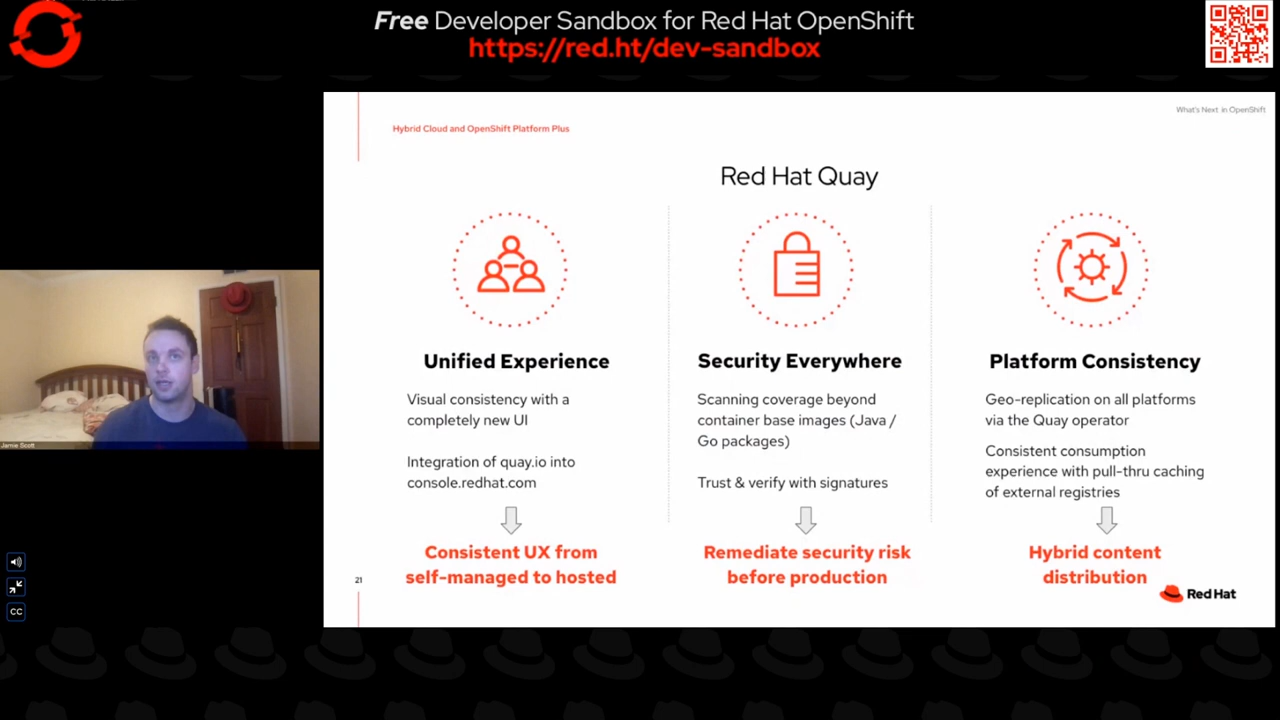 Free Developer Sandbox for Red Hat OpenShift
https://red.ht/dev-sandbox
What's Next in OpenShift
Hybrid Cloud and OpenShift Platform Plus
Red Hat Quay
Unified Experience
Visual consistency with a
completely new UI
Integration of quay.io into
console.redhat.com
Consistent UX from
self-managed to hosted
Security Everywhere
Scanning coverage beyond
container base images (Java /
Go packages)
Trust & verify with signatures
Remediate security risk
before production
Platform Consistency
Geo-replication on all platforms
via the Quay operator
Consistent consumption
experience with pull-thru caching
of external registries
Hybrid content
distribution
21
Red Hat
Jamie Scott
CC